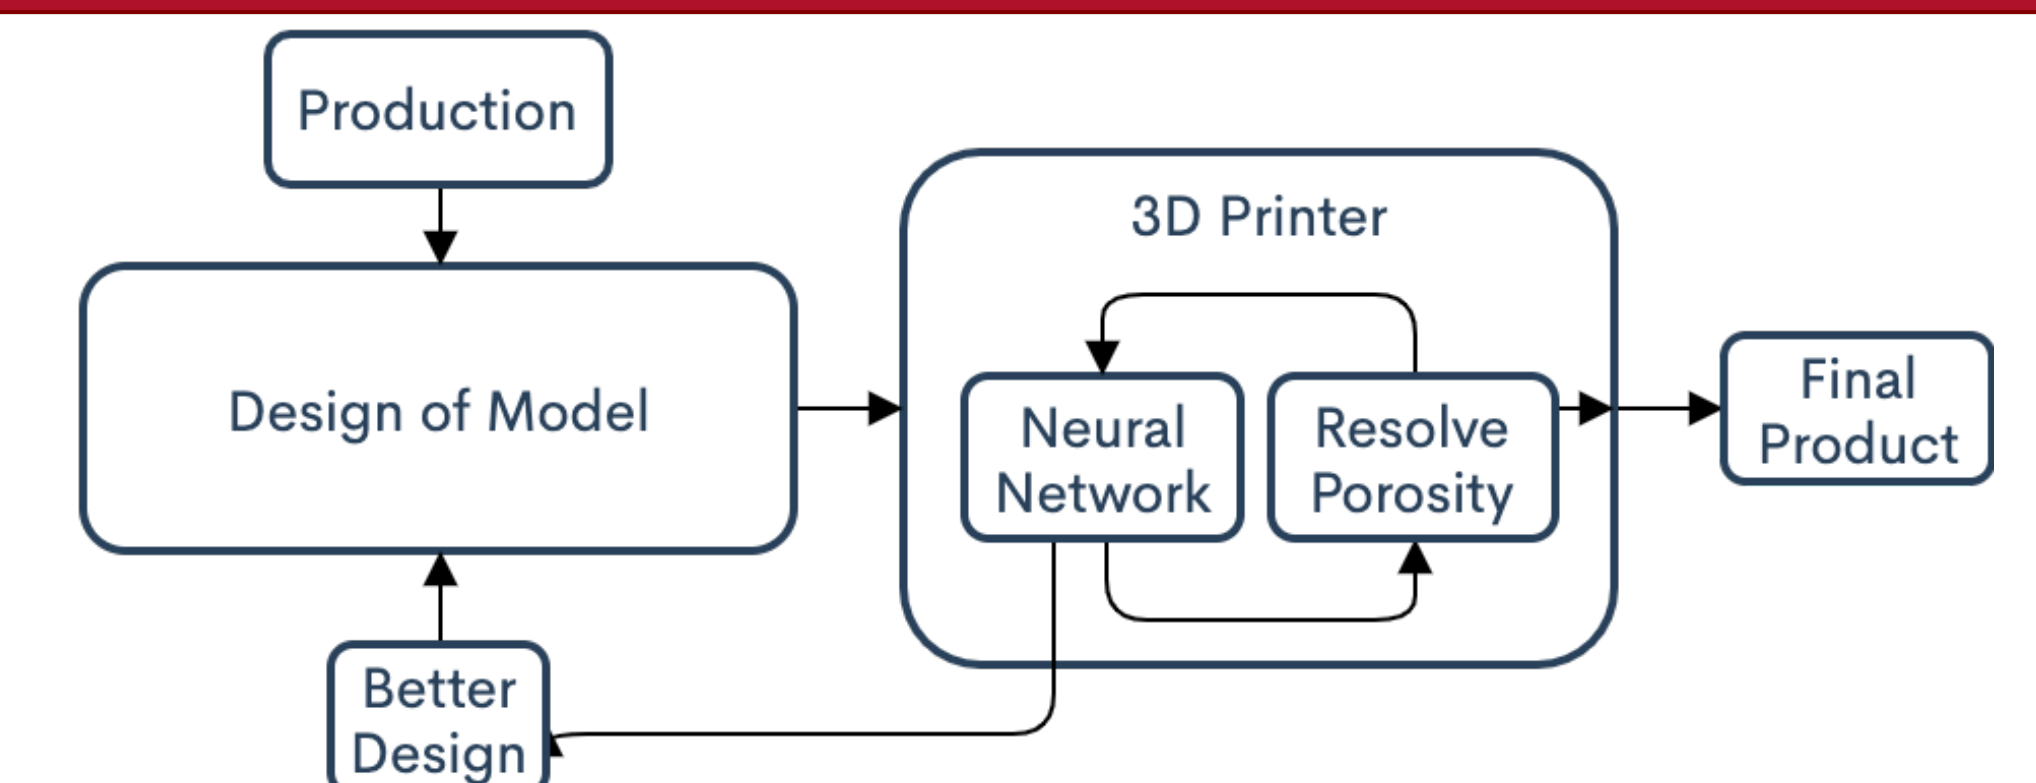 Production
3D Printer
Design of Model
Neural
Network
Resolve
Porosity
Final
Product
Better
Design